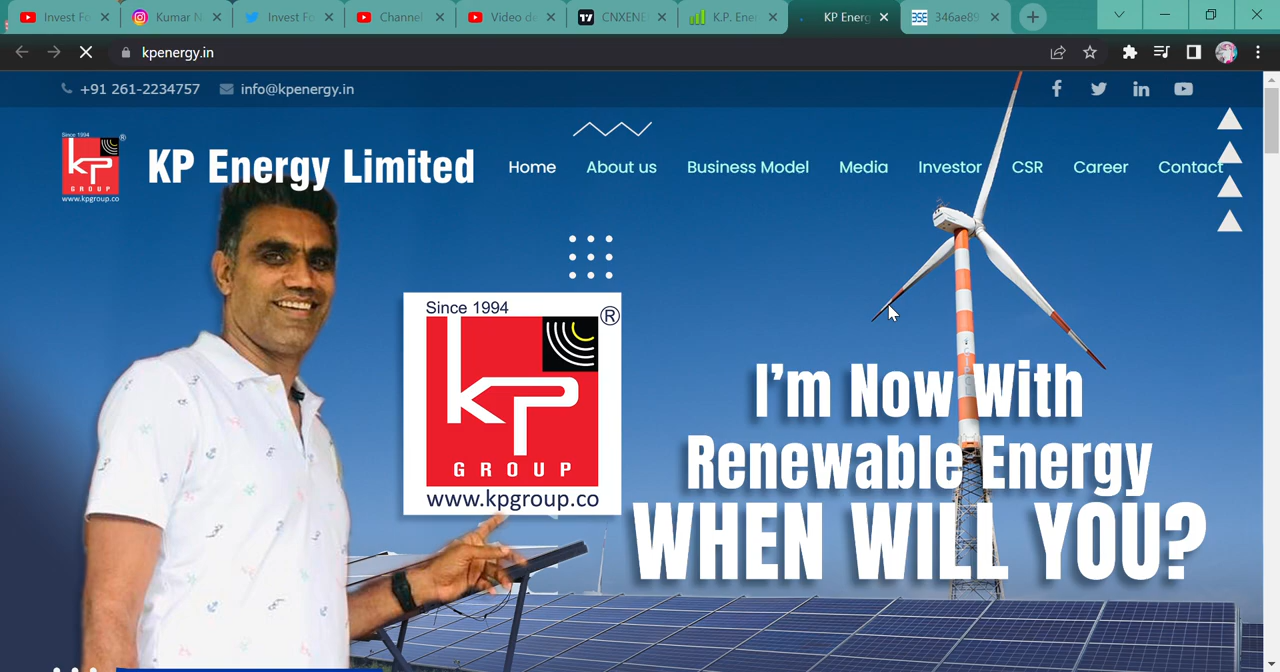 Invest Fo
Kumar N
Invest Fo
Channel
Video de
CNXENE
K.P. Ener
KP Energ
BSE
346ae89
kpenergy.in
+91 261-2234757
info@kpenergy.in
Since 1994
®
kp
GROUP
www.kpgroup.co
KP Energy Limited
Home
About us
Business Model
Media
Investor
CSR
Career
Contact
Since 1994
®
kp
GROUP
www.kpgroup.co
I'm Now With
Renewable Energy
WHEN WILL YOU?